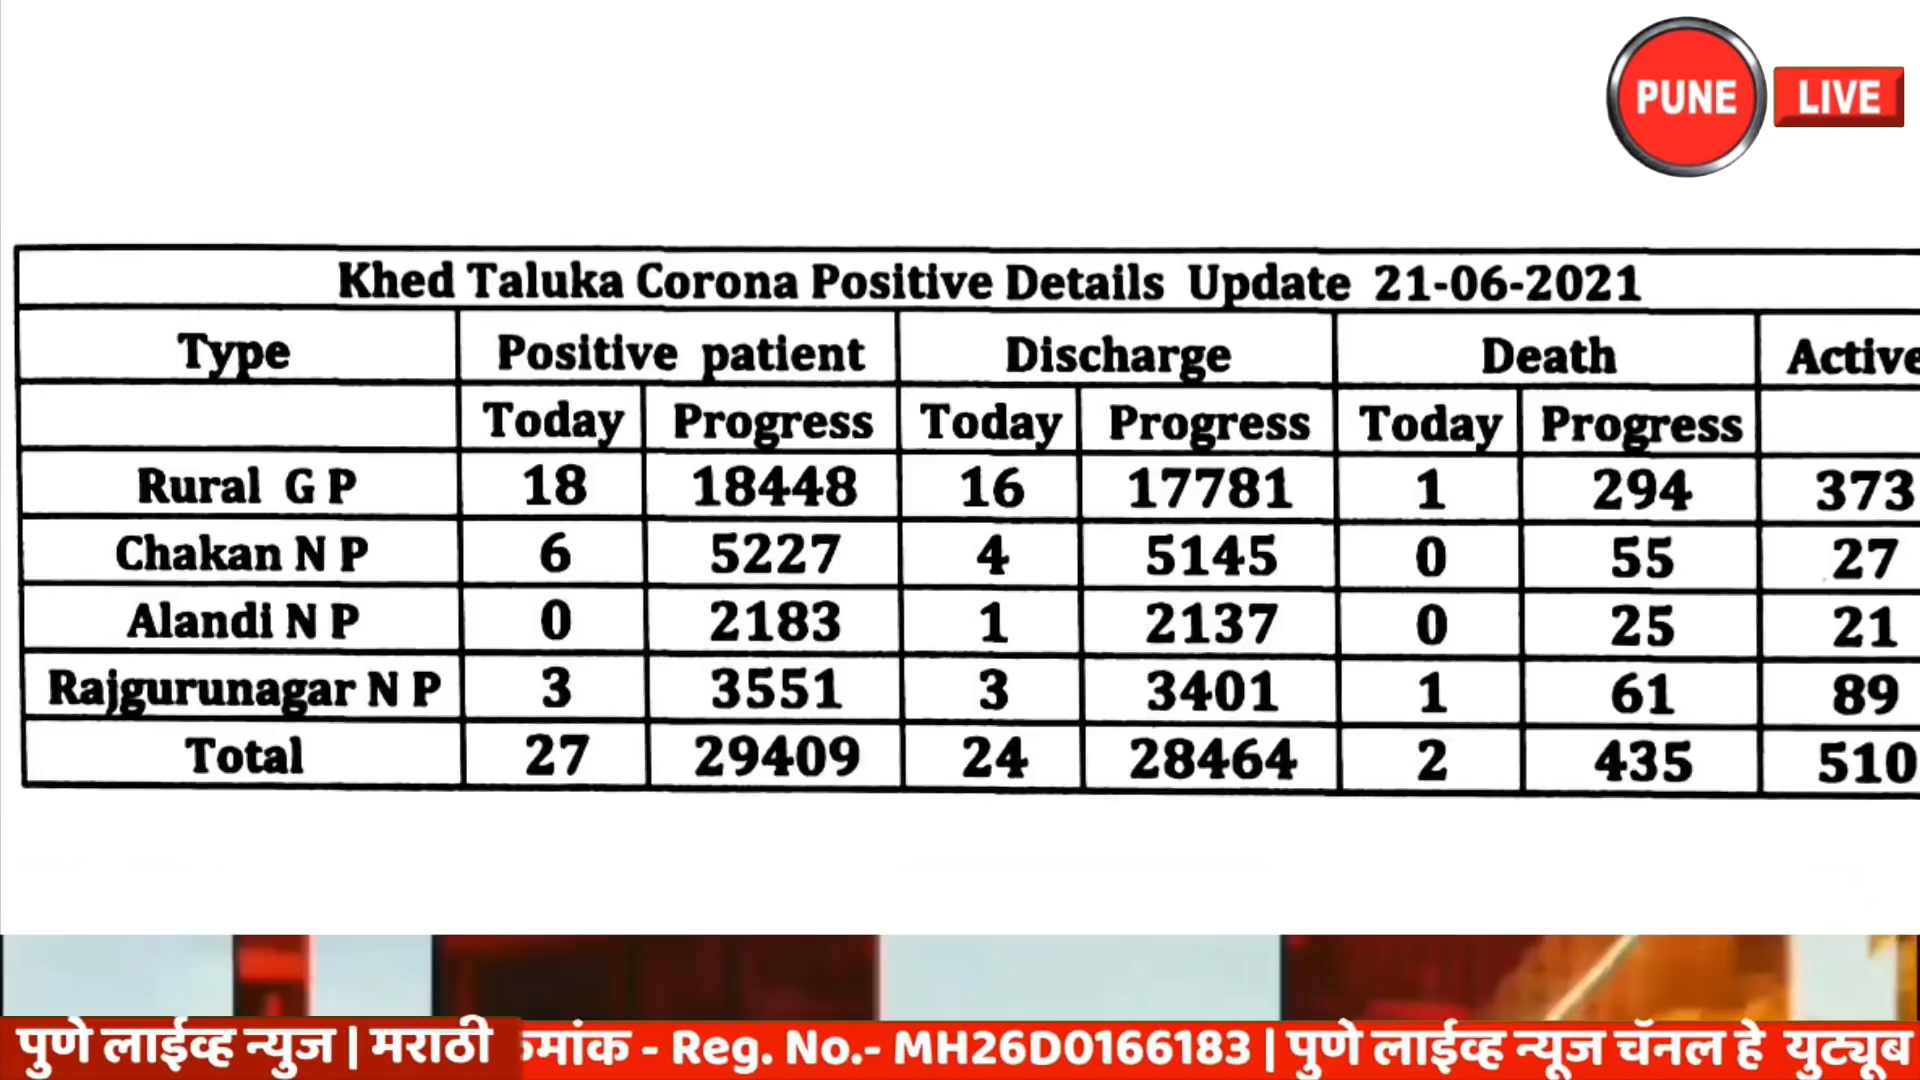 PUNE LIVE
Khed Taluka Corona Positive Details Update 21-06-2021
Type Positive patient Discharge Death Active
Today Progress Today Progress Today Progress
Rural G P 18 18448 16 17781 1 294 373
Chakan N P 6 5227 4 5145 0 55 27
Alandi N P 0 2183 1 2137 0 25 21
Rajgurunagar N P 3 3551 3 3401 1 61 89
Total 27 29409 24 28464 2 435 510
पुणे लाईव्ह न्युज | मराठी - Reg. No.- MH26D0166183 | पुणे लाईव्ह न्यूज चॅनल हे युट्यूब